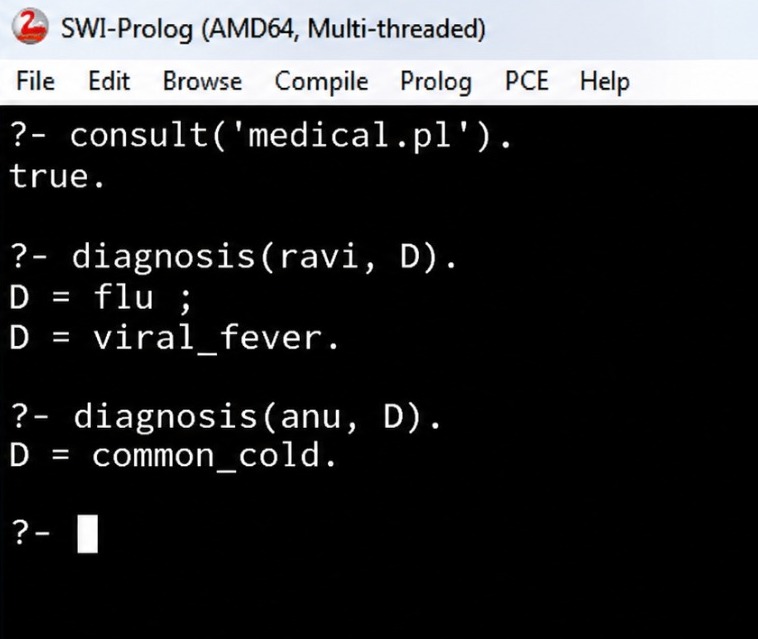 SWI-Prolog (AMD64, Multi-threaded)
File Edit Browse Compile Prolog PCE Help
?- consult('medical.pl').
true.
?- diagnosis(ravi, D).
D = flu ;
D = viral_fever.
?- diagnosis(anu, D).
D = common_cold.
?-